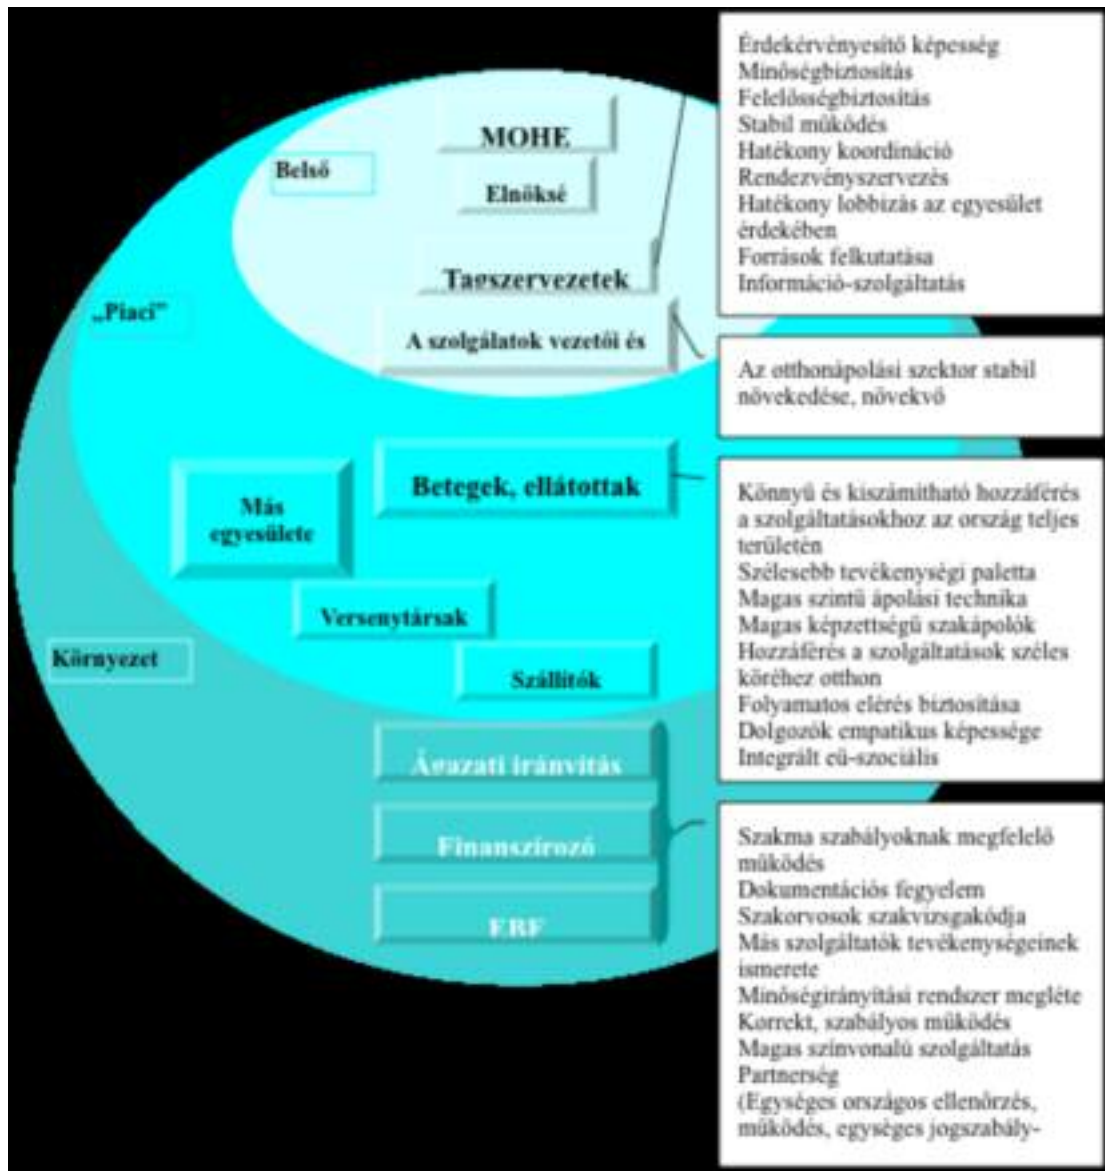 Belső
MOHE
Elnöksé
Tagszervezetek
A szolgálatok vezetői és
„Piaci”
Betegek, ellátottak
Más
egyesülete
Versenytársak
Szállítók
Környezet
Ágazati irányítás
Finanszírozó
Érdekérvényesítő képesség
Minőségbiztosítás
Felelősségbiztosítás
Stabil működés
Hatékony koordináció
Rendezvényszervezés
Hatékony lobbizás az egyesület
érdekében
Források felkutatása
Információ-szolgáltatás
Az otthonápolási szektor stabil
növekedése, növekvő
Könnyű és kiszámítható hozzáférés
a szolgáltatásokhoz az ország teljes
területén
Szélesebb tevékenységi paletta
Magas szintű ápolási technika
Magas képzettségű szakápolók
Hozzáférés a szolgáltatások széles
köréhez otthon
Folyamatos elérés biztosítása
Dolgozók empatikus képessége
Integrált eü-szociális
Szakma szabályoknak megfelelő
működés
Dokumentációs fegyelem
Szakorvosok szakvizsgakódja
Más szolgáltatók tevékenységeinek
ismerete
Minőségirányítási rendszer megléte
Korrekt, szabályos működés
Magas színvonalú szolgáltatás
Partnerség
(Egységes országos ellenőrzés,
működés, egységes jogszabály-